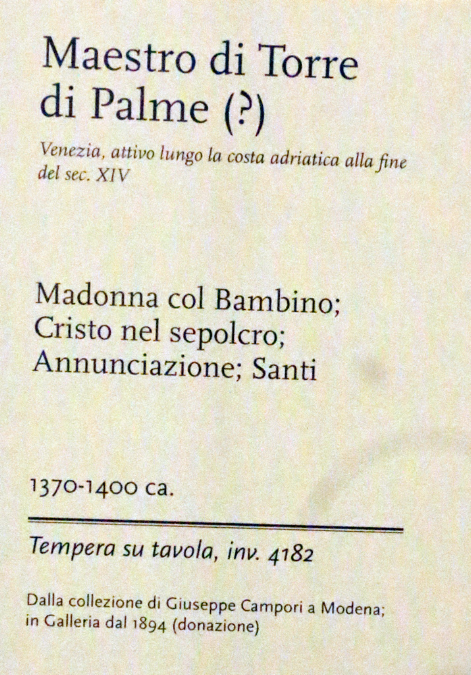 Maestro di Torre
di Palme (?)
Venezia, attivo lungo la costa adriatica alla fine
del sec. XIV
Madonna col Bambino;
Cristo nel sepolcro;
Annunciazione; Santi
1370-1400 ca.
Tempera su tavola, inv. 4182
Dalla collezione di Giuseppe Campori a Modena;
in Galleria dal 1894 (donazione)